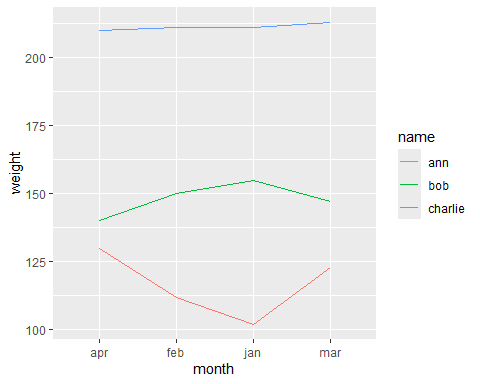 200
175
150
125
100
weight
apr feb jan mar
month
name
ann
bob
charlie